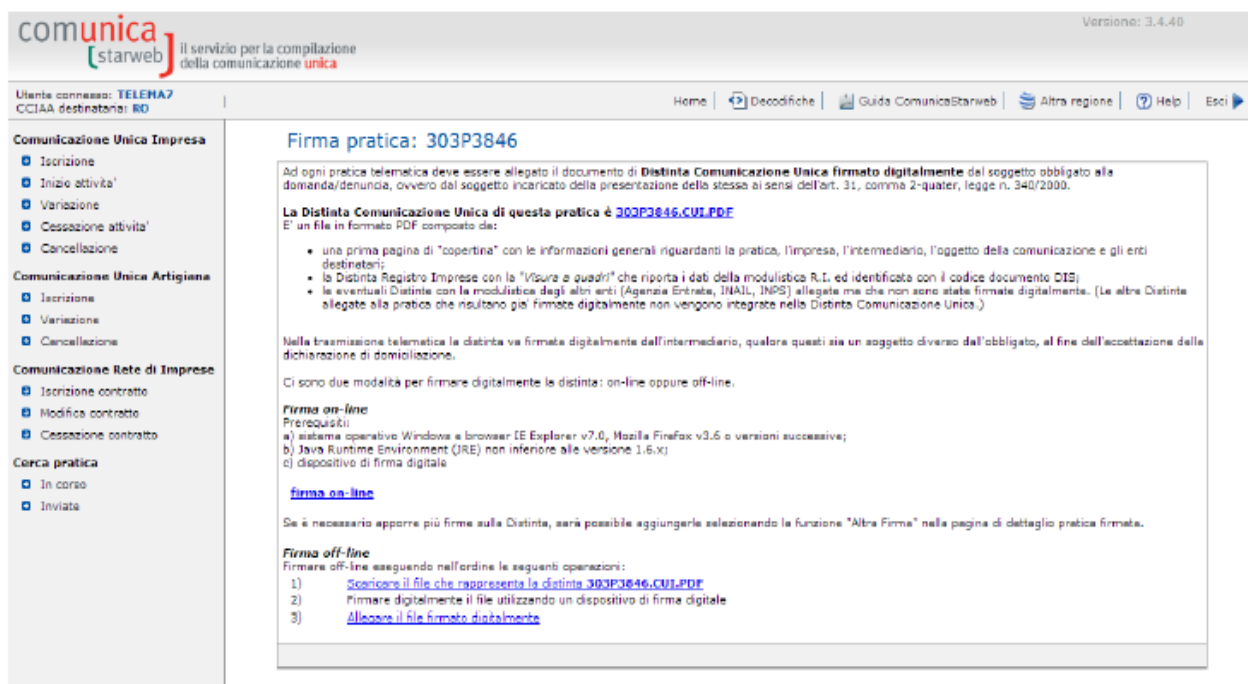 comunica
[starweb]
il servizio per la compilazione
della comunicazione unica
Versione: 3.4.40
Utente connesso: TELEMA7
CCIAA destinataria: RO
Home
Decodifiche
Guida ComunicaStarweb
Altra regione
Help
Esci
Comunicazione Unica Impresa
Iscrizione
Inizio attivita'
Variazione
Cessazione attivita'
Cancellazione
Comunicazione Unica Artigiana
Iscrizione
Variazione
Cancellazione
Comunicazione Rete di Imprese
Iscrizione contratto
Modifica contratto
Cessazione contratto
Cerca pratica
In corso
Inviate
Firma pratica: 303P3846
Ad ogni pratica telematica deve essere allegato il documento di Distinta Comunicazione Unica firmato digitalmente dal soggetto obbligato alla
domanda/denuncia, ovvero dal soggetto incaricato della presentazione della stessa ai sensi dell'art. 31, comma 2-quater, legge n. 340/2000.
La Distinta Comunicazione Unica di questa pratica è 303P3846.CUI.PDF
E' un file in formato PDF composto da:
una prima pagina di "copertina" con le informazioni generali riguardanti la pratica, l'impresa, l'intermediario, l'oggetto della comunicazione e gli enti
destinatari;
la Distinta Registro Imprese con la "Visura a quadri" che riporta i dati della modulistica R.I. ed identificata con il codice documento DIS;
le eventuali Distinte con la modulistica degli altri enti (Agenzia Entrate, INAIL, INPS) allegate ma che non sono state firmate digitalmente. (Le altre Distinte
allegate alla pratica che risultano gia' firmate digitalmente non vengono integrate nella Distinta Comunicazione Unica.)
Nella trasmissione telematica la distinta va firmata digitalmente dall'intermediario, qualora questi sia un soggetto diverso dall'obbligato, al fine dell'accettazione della
dichiarazione di domiciliazione.
Ci sono due modalità per firmare digitalmente la distinta: on-line oppure off-line.
Firma on-line
Prerequisiti:
a) sistema operativo Windows e browser IE Explorer v7.0, Mozilla Firefox v3.6 o versioni successive;
b) Java Runtime Environment (JRE) non inferiore alla versione 1.6.x;
c) dispositivo di firma digitale
firma on-line
Se è necessario apporre più firme sulla Distinta, sarà possibile aggiungerle selezionando la funzione "Altra Firma" nella pagina di dettaglio pratica firmata.
Firma off-line
Firmare off-line eseguendo nell'ordine le seguenti operazioni:
1) Scaricare il file che rappresenta la distinta 303P3846.CUI.PDF
2) Firmare digitalmente il file utilizzando un dispositivo di firma digitale
3) Allegare il file firmato digitalmente